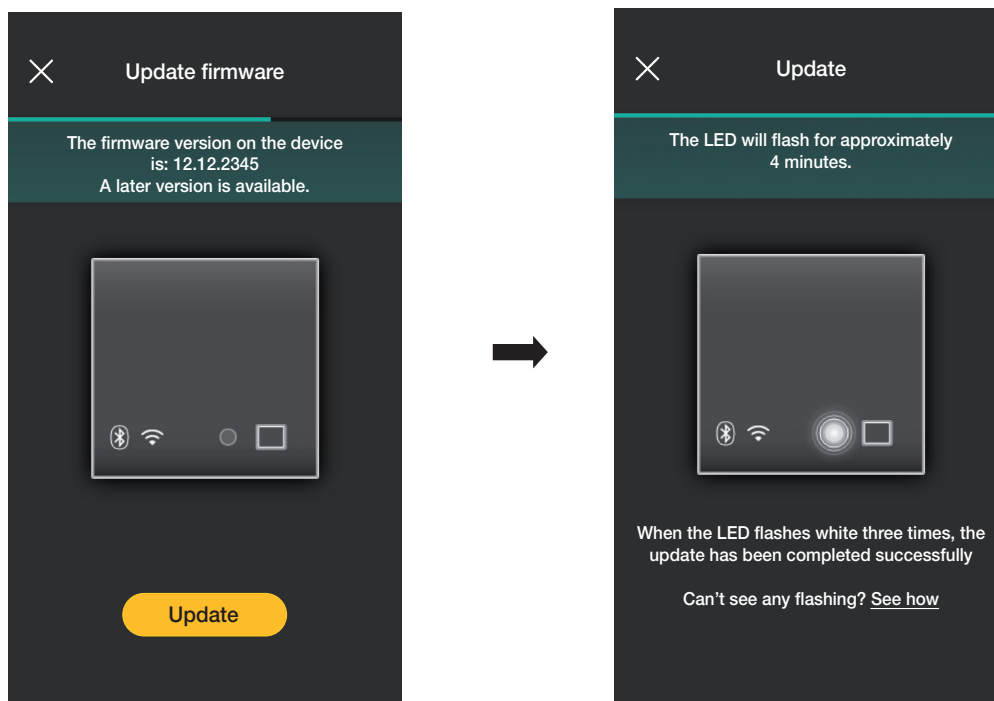 Update firmware
The firmware version on the device
is: 12.12.2345
A later version is available.
Update
Update
The LED will flash for approximately
4 minutes.
When the LED flashes white three times, the
update has been completed successfully
Can’t see any flashing? See how